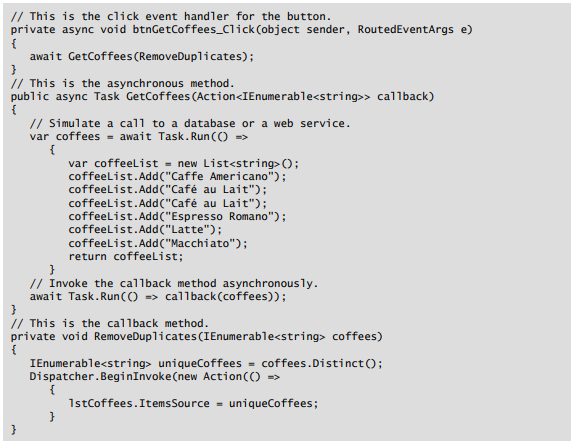 // This is the click event handler for the button.
private async void btnGetCoffees_Click(object sender, RoutedEventArgs e)
{
   await GetCoffees(RemoveDuplicates);
}
// This is the asynchronous method.
public async Task GetCoffees(Action<IEnumerable<string>> callback)
{
   // Simulate a call to a database or a web service.
   var coffees = await Task.Run(() =>
      {
         var coffeeList = new List<string>();
         coffeeList.Add("Caffe Americano");
         coffeeList.Add("Café au Lait");
         coffeeList.Add("Café au Lait");
         coffeeList.Add("Espresso Romano");
         coffeeList.Add("Latte");
         coffeeList.Add("Macchiato");
         return coffeeList;
      }
   // Invoke the callback method asynchronously.
   await Task.Run(() => callback(coffees));
}
// This is the callback method.
private void RemoveDuplicates(IEnumerable<string> coffees)
{
   IEnumerable<string> uniqueCoffees = coffees.Distinct();
   Dispatcher.BeginInvoke(new Action(() =>
      {
         lstCoffees.ItemsSource = uniqueCoffees;
      }
}